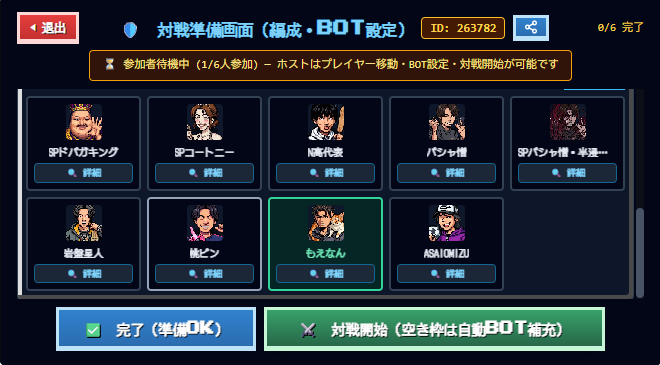 退出
対戦準備画面（編成・BOT設定）
ID: 263782
0/6 完了
参加者待機中 (1/6人参加) – ホストはプレイヤー移動・BOT設定・対戦開始が可能です
SPドバガキング
SPコートニー
N高代表
パシャ憎
SPパシャ憎・半浸…
詳細
詳細
詳細
詳細
詳細
岩盤星人
桃ピン
もえなん
ASAIOMIZU
詳細
詳細
詳細
詳細
完了（準備OK）
対戦開始（空き枠は自動BOT補充）